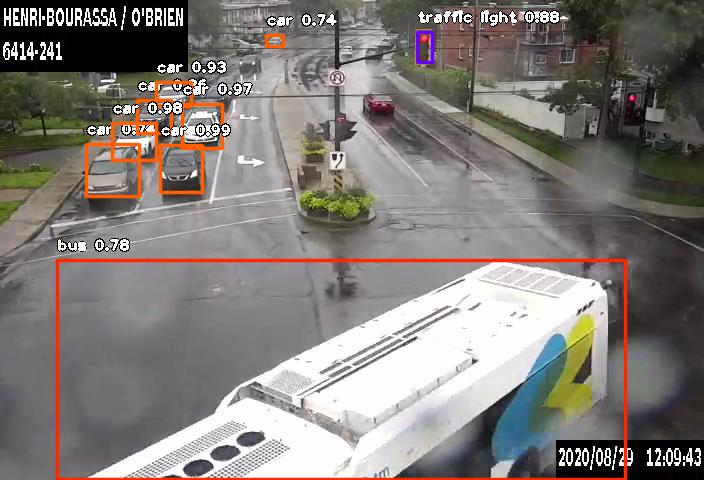 HENRI-BOURASSA / O'BRIEN
6414-241
car 0.74
traffic light 0.88
car 0.93
car 0.97
car 0.98
car 0.99
bus 0.78
2020/08/29 12:09:43